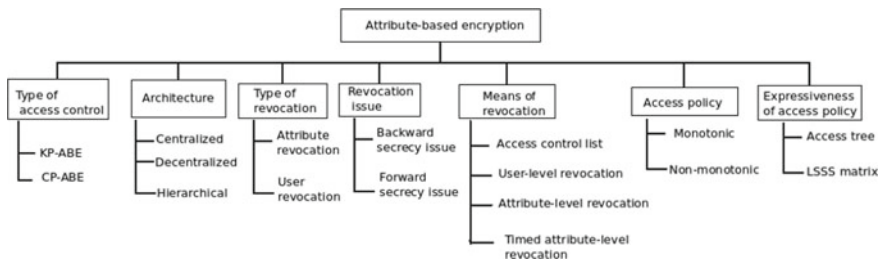 Attribute-based encryption
Type of
access control
KP-ABE
CP-ABE
Architecture
Centralized
Decentralized
Hierarchical
Type of
revocation
Attribute
revocation
User
revocation
Revocation
issue
Backward
secrecy issue
Forward
secrecy issue
Means of
revocation
Access control list
User-level revocation
Attribute-level revocation
Timed attribute-level
revocation
Access policy
Monotonic
Non-monotonic
Expressiveness
of access policy
Access tree
LSSS matrix